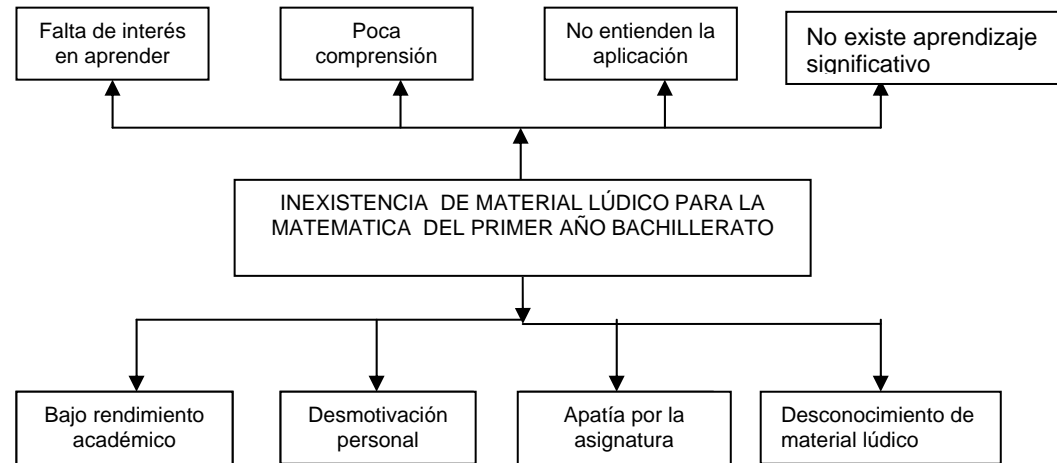 Falta de interés
en aprender
Poca
comprensión
No entienden la
aplicación
No existe aprendizaje
significativo
INEXISTENCIA DE MATERIAL LÚDICO PARA LA
MATEMATICA DEL PRIMER AÑO BACHILLERATO
Bajo rendimiento
académico
Desmotivación
personal
Apatía por la
asignatura
Desconocimiento de
material lúdico